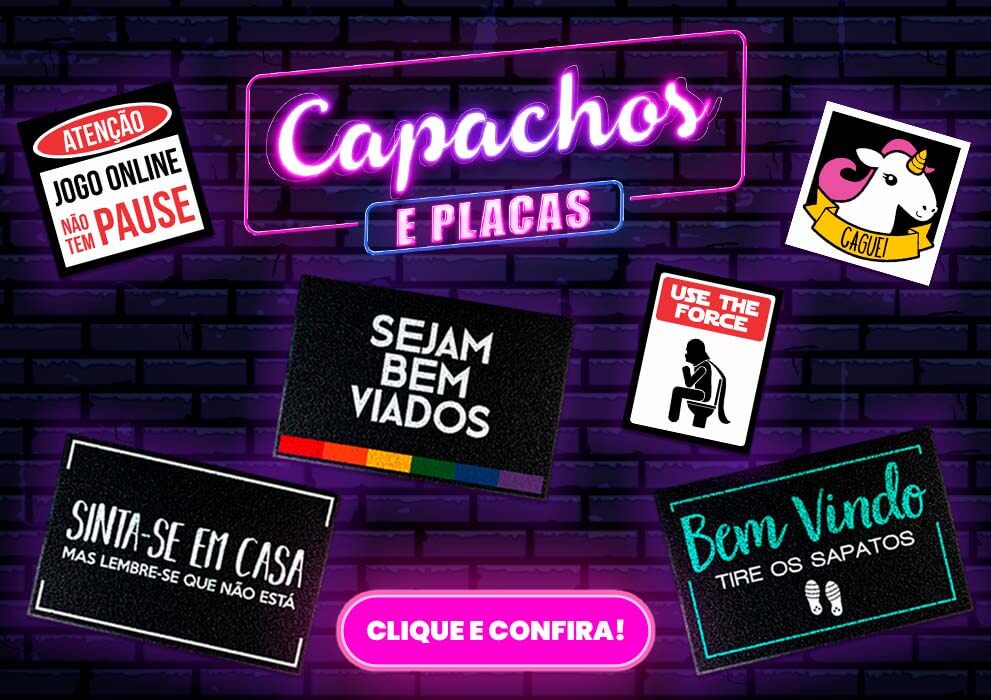 Capachos
E PLACAS
ATENÇÃO
JOGO ONLINE
NÃO
TEM PAUSE
CAGUEI
USE THE
FORCE
SEJAM
BEM
VIADOS
SINTA-SE EM CASA
MAS LEMBRE-SE QUE NÃO ESTÁ
Bem Vindo
TIRE OS SAPATOS
CLIQUE E CONFIRA!